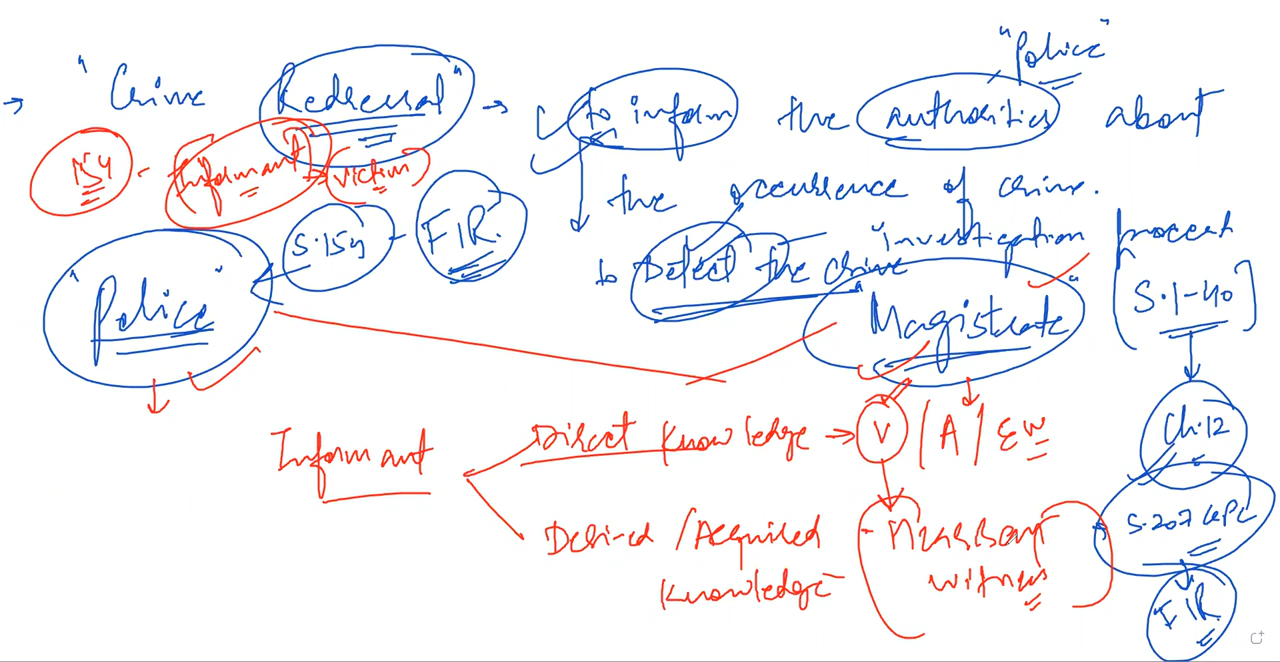 → "Crime Redressal" → to inform the authorities about
"Police"
the occurrence of crime.
154 - Informant → victim
S.154 - FIR.
to Detect the crime
"investigation
"Police"
"Magistrate"
S.1-40
Ch.12
S.207 CrPC
FIR
Informant
Direct Knowledge → V / A / EW
Derived / Acquired Knowledge
witness